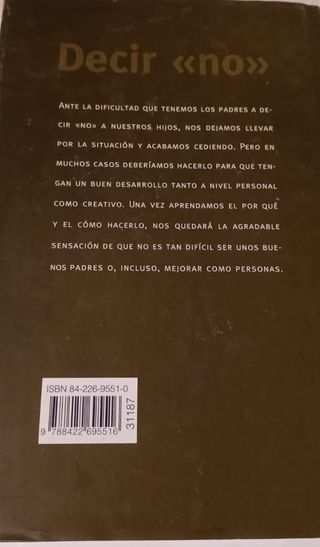 Decir «no»
ANTE LA DIFICULTAD QUE TENEMOS LOS PADRES A DE-
CIR «NO» A NUESTROS HIJOS, NOS DEJAMOS LLEVAR
POR LA SITUACIÓN Y ACABAMOS CEDIENDO. PERO EN
MUCHOS CASOS DEBERÍAMOS HACERLO PARA QUE TEN-
GAN UN BUEN DESARROLLO TANTO A NIVEL PERSONAL
COMO CREATIVO. UNA VEZ APRENDAMOS EL POR QUÉ
Y EL CÓMO HACERLO, NOS QUEDARÁ LA AGRADABLE
SENSACIÓN DE QUE NO ES TAN DIFÍCIL SER UNOS BUE-
NOS PADRES O, INCLUSO, MEJORAR COMO PERSONAS.
ISBN 84-226-9551-0
9 788422 695516
31187